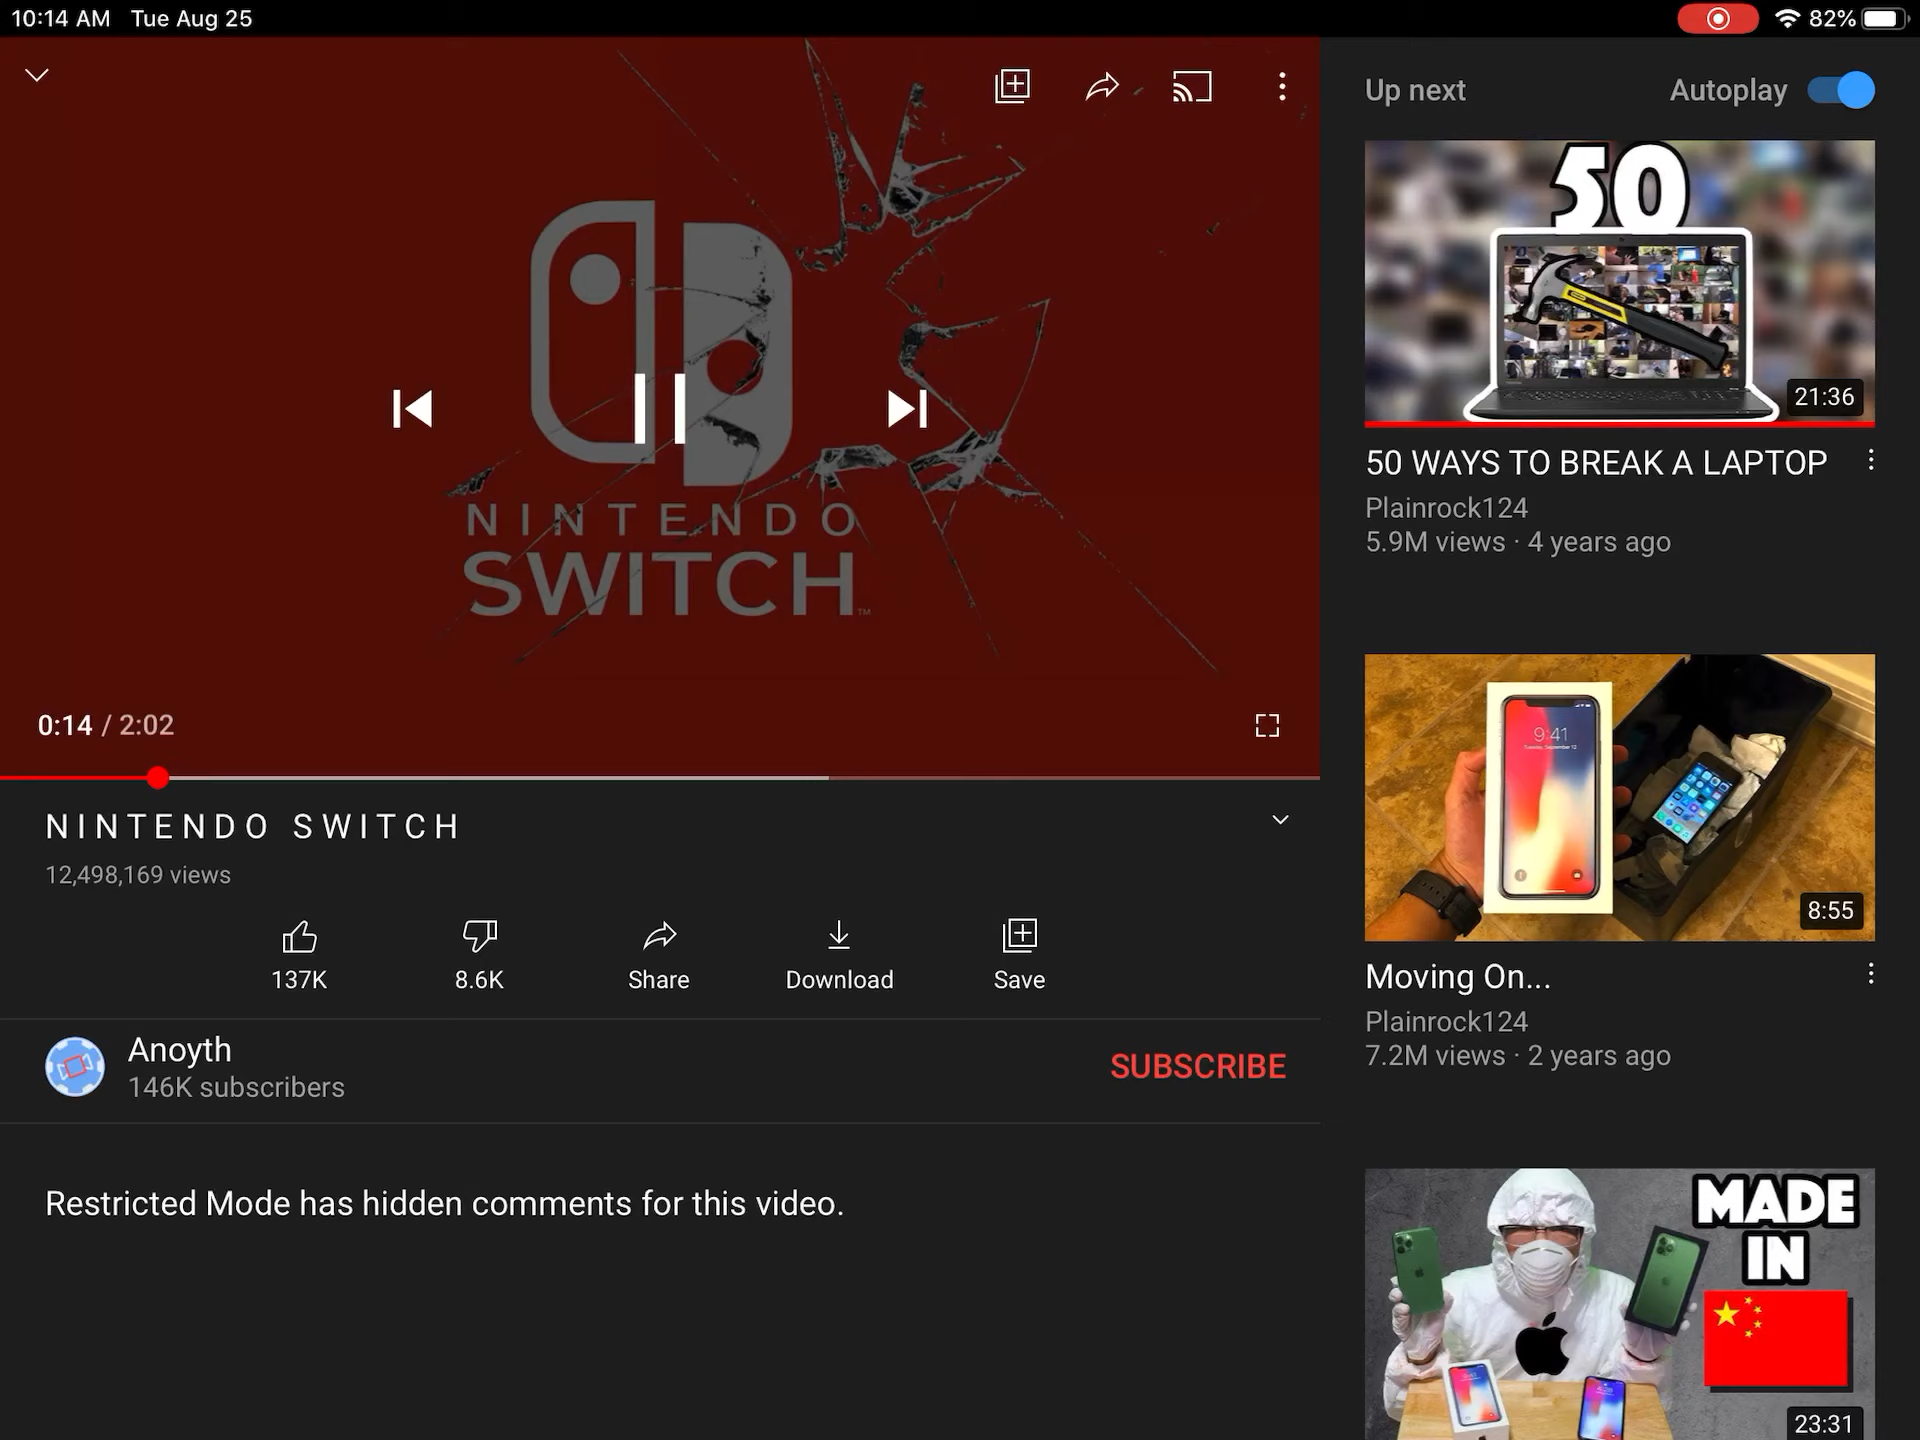 10:14 AM Tue Aug 25
82%
Up next
Autoplay
NINTENDO
SWITCH
TM
0:14 / 2:02
NINTENDO SWITCH
12,498,169 views
137K
8.6K
Share
Download
Save
Anoyth
146K subscribers
SUBSCRIBE
Restricted Mode has hidden comments for this video.
50
21:36
50 WAYS TO BREAK A LAPTOP
Plainrock124
5.9M views · 4 years ago
9:41
8:55
Moving On...
Plainrock124
7.2M views · 2 years ago
MADE
IN
23:31